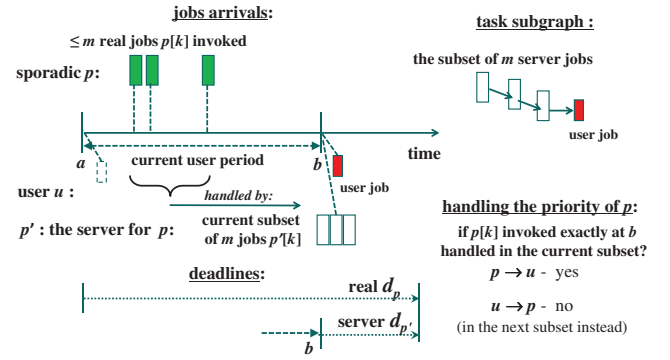 jobs arrivals:
≤ m real jobs p[k] invoked
sporadic p:
a
current user period
b
time
user u :
user job
handled by:
p' : the server for p:
current subset
of m jobs p'[k]
deadlines:
real dp
server dp'
b
task subgraph :
the subset of m server jobs
user job
handling the priority of p:
if p[k] invoked exactly at b
handled in the current subset?
p → u - yes
u → p - no
(in the next subset instead)